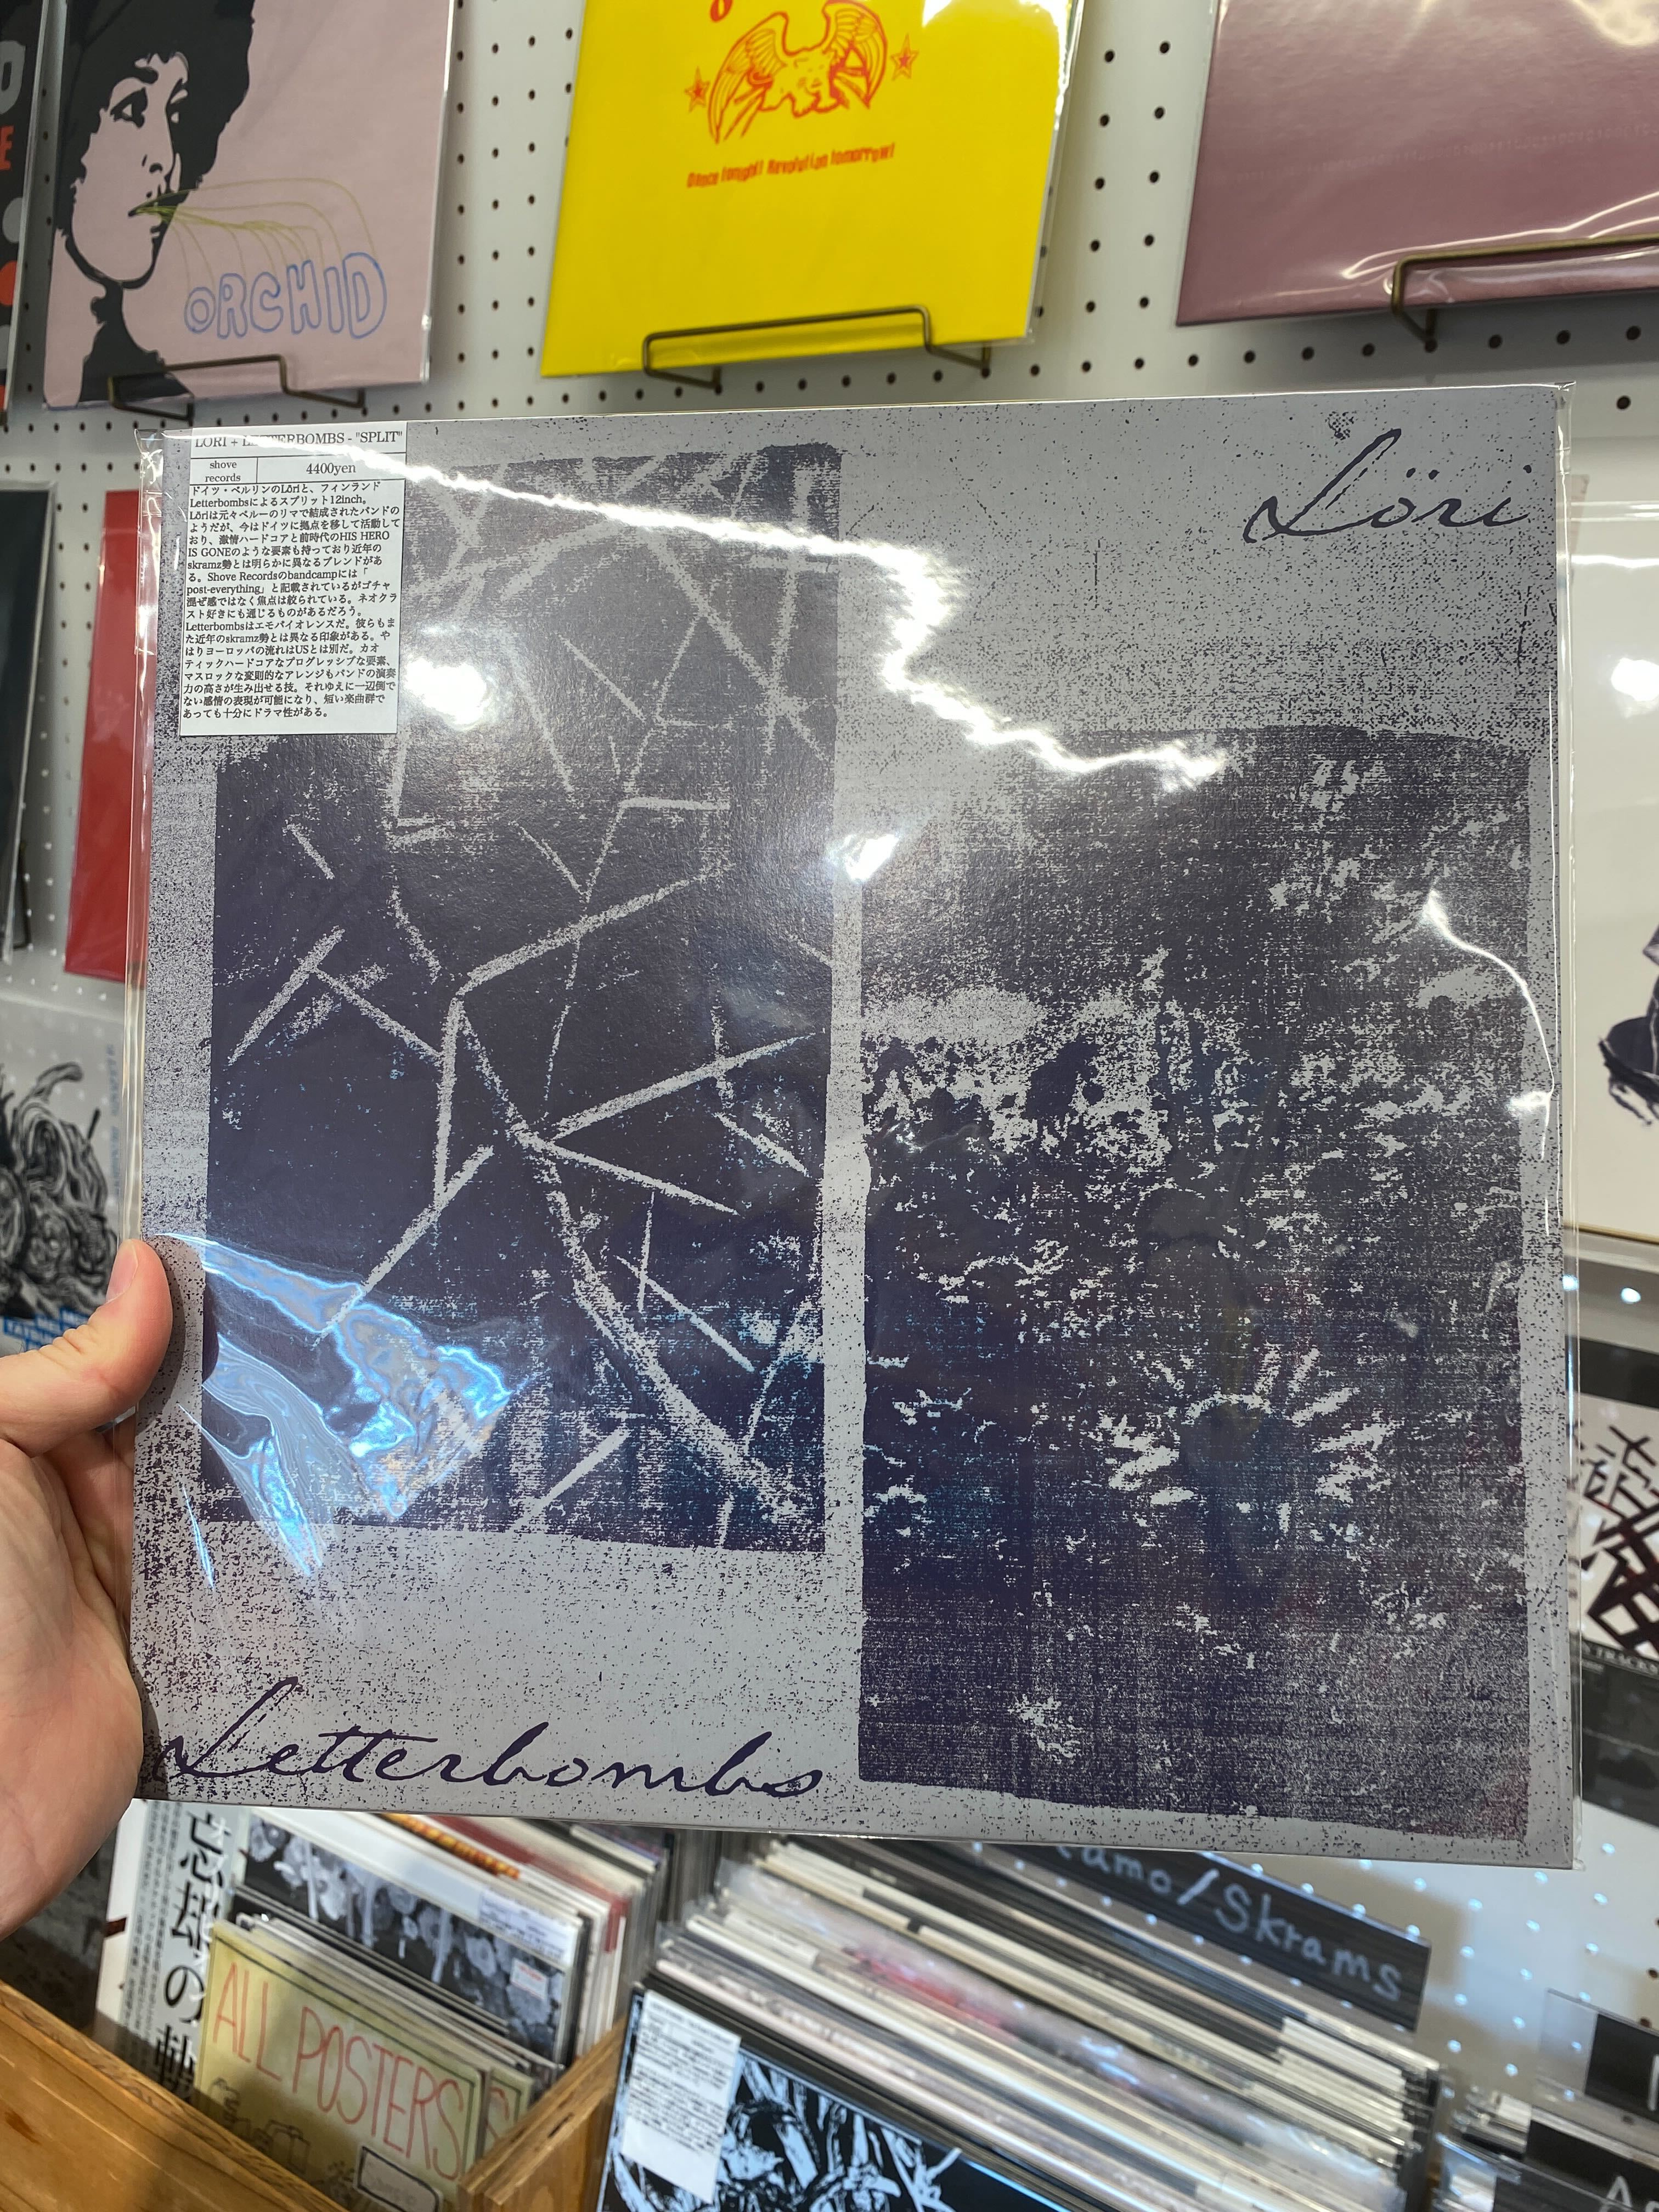 ORCHID
Dance tonight! Revolution tomorrow!
LÖRI + LETTERBOMBS - "SPLIT"
shove
records
4400yen
ドイツ・ベルリンのLöriと、フィンランド
Letterbombsによるスプリット12inch。
Löriは元々ペルーのリマで結成されたバンドの
ようだが、今はドイツに拠点を移して活動して
おり、激情ハードコアと前時代のHIS HERO
IS GONEのような要素も持っており近年の
skramz勢とは明らかに異なるブレンドがあ
る。Shove Recordsのbandcampには「
post-everything」と記載されているがゴチャ
混ぜ感ではなく焦点は絞られている。ネオクラ
スト好きにも通じるものがあるだろう。
Letterbombsはエモバイオレンスだ。彼らもま
た近年のskramz勢とは異なる印象がある。や
はりヨーロッパの流れはUSとは別だ。カオ
ティックハードコアなプログレッシブな要素、
マスロックな変則的なアレンジもバンドの演奏
力の高さが生み出せる技。それゆえに一辺倒で
ない感情の表現が可能になり、短い楽曲群で
あっても十分にドラマ性がある。
Löri
Letterbombs
/Skrams
ALL POSTERS